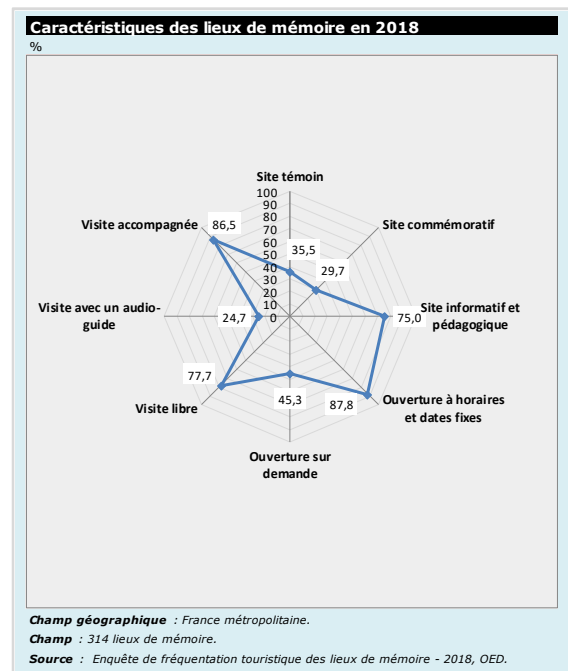 Caractéristiques des lieux de mémoire en 2018
%
Site témoin
100
90
80
70
60
50
40
30
20
10
0
Visite accompagnée
86,5
Site commémoratif
35,5
29,7
Visite avec un audio-
guide
24,7
Site informatif et
pédagogique
75,0
77,7
Visite libre
45,3
87,8
Ouverture à horaires
et dates fixes
Ouverture sur
demande
Champ géographique : France métropolitaine.
Champ : 314 lieux de mémoire.
Source : Enquête de fréquentation touristique des lieux de mémoire - 2018, OED.